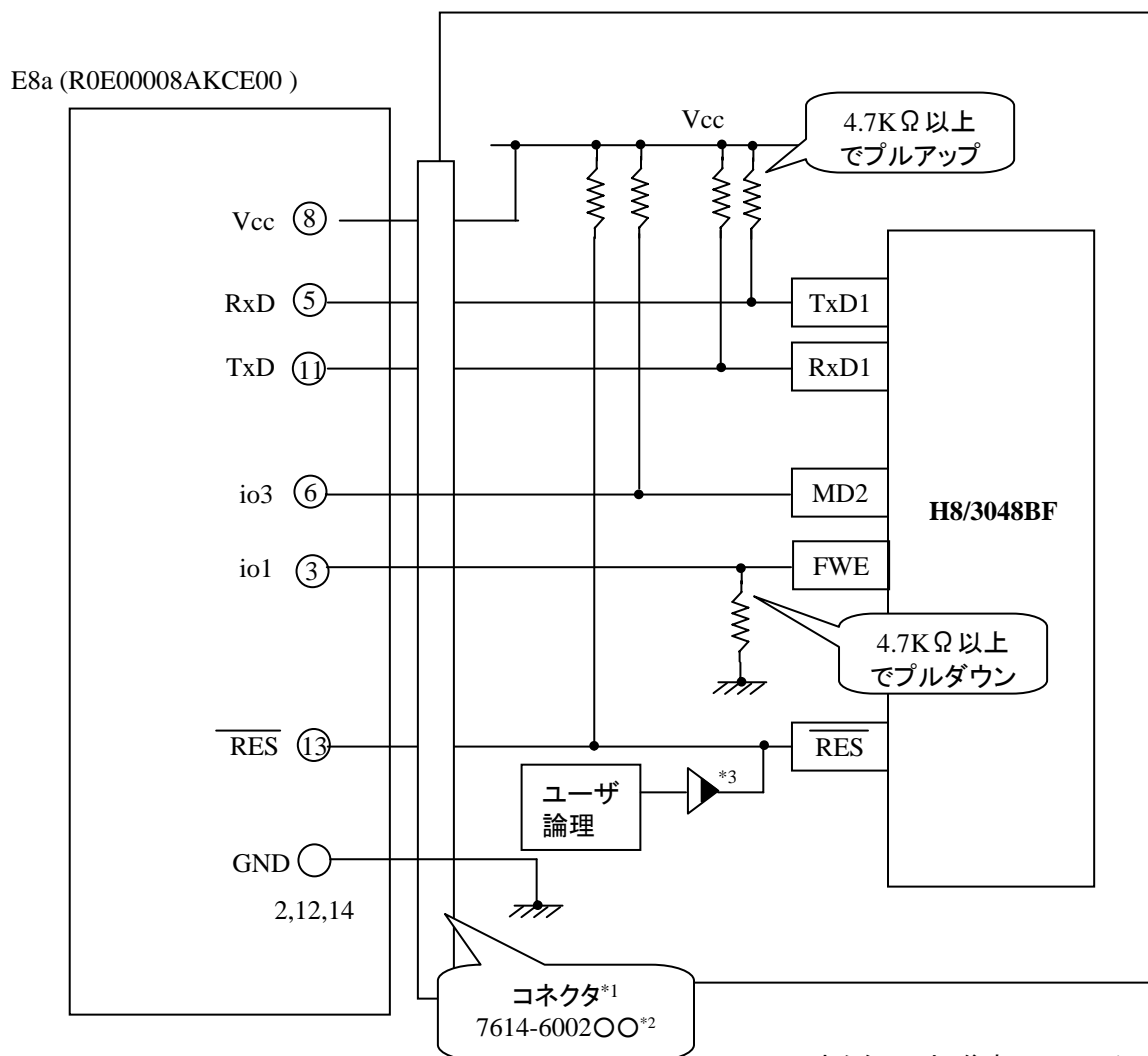 E8a (R0E00008AKCE00 )
Vcc
4.7KΩ以上
でプルアップ
Vcc ⑧
RxD ⑤
TxD1
TxD ⑪
RxD1
io3 ⑥
MD2
H8/3048BF
io1 ③
FWE
4.7KΩ以上
でプルダウン
RES ⑬
RES
*3
ユーザ
論理
GND
2,12,14
コネクタ*1
7614-6002○○*2